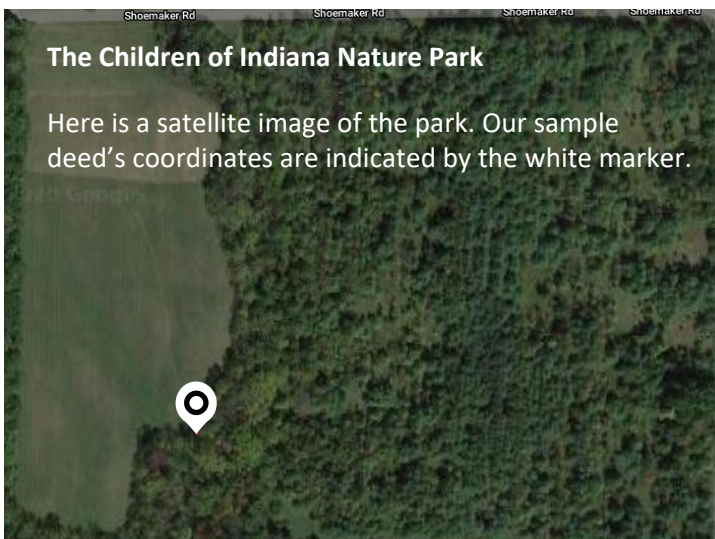 Shoemaker Rd Shoemaker Rd Shoemaker Rd Shoemaker Rd
The Children of Indiana Nature Park
Here is a satellite image of the park. Our sample
deed’s coordinates are indicated by the white marker.
Google